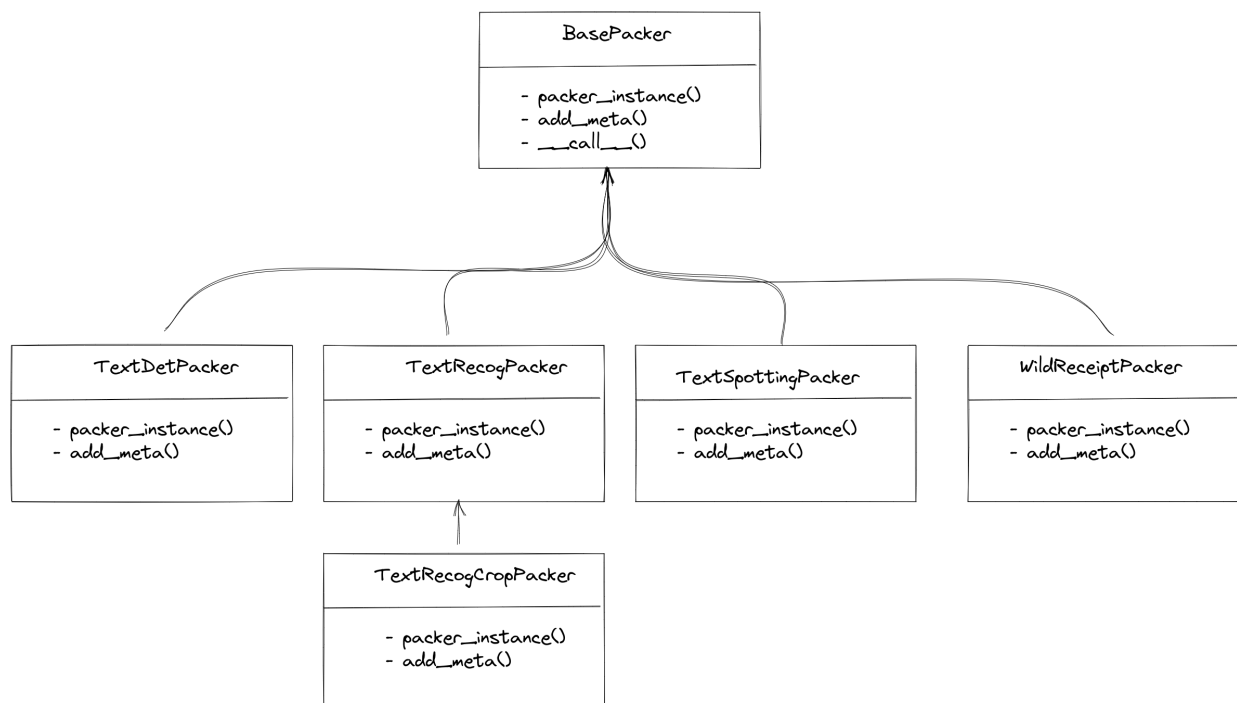 BasePacker
- packer_instance()
- add_meta()
- __call__()
TextDetPacker
- packer_instance()
- add_meta()
TextRecogPacker
- packer_instance()
- add_meta()
TextSpottingPacker
- packer_instance()
- add_meta()
WildReceiptPacker
- packer_instance()
- add_meta()
TextRecogCropPacker
- packer_instance()
- add_meta()